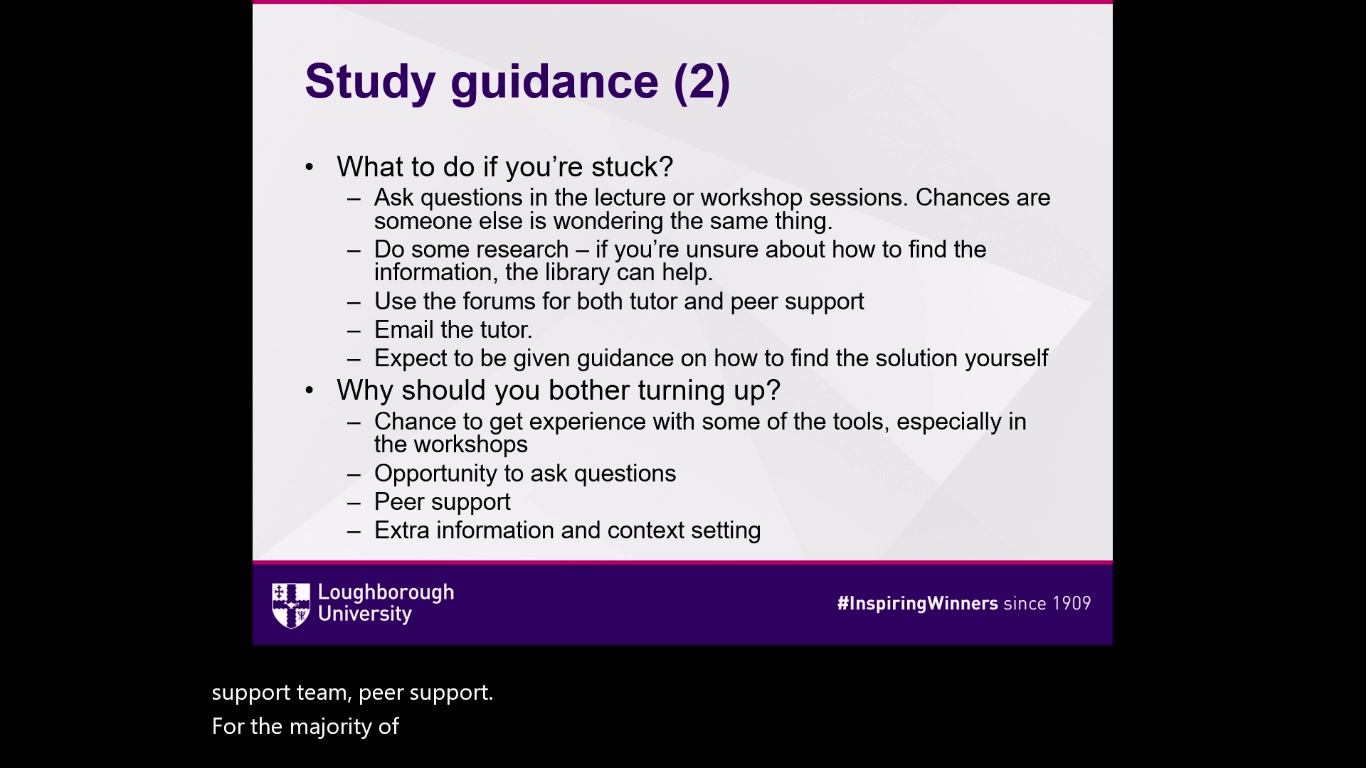 Study guidance (2)
• What to do if you’re stuck?
– Ask questions in the lecture or workshop sessions. Chances are
someone else is wondering the same thing.
– Do some research – if you’re unsure about how to find the
information, the library can help.
– Use the forums for both tutor and peer support
– Email the tutor.
– Expect to be given guidance on how to find the solution yourself
• Why should you bother turning up?
– Chance to get experience with some of the tools, especially in
the workshops
– Opportunity to ask questions
– Peer support
– Extra information and context setting
Loughborough
University
#InspiringWinners since 1909
support team, peer support.
For the majority of